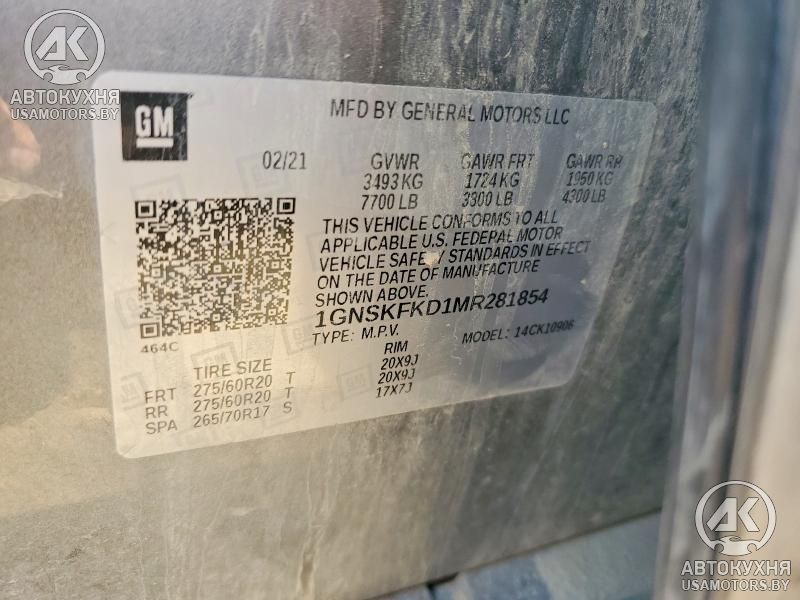 АК
АВТОКУХНЯ
USAMOTORS.BY
GM
MFD BY GENERAL MOTORS LLC
02/21 GVWR GAWR FRT GAWR RR
3493 KG 1724 KG 1950 KG
7700 LB 3800 LB 4300 LB
THIS VEHICLE CONFORMS TO ALL
APPLICABLE U.S. FEDERAL MOTOR
VEHICLE SAFETY STANDARDS IN EFFECT
ON THE DATE OF MANUFACTURE
SHOWN ABOVE.
1GNSKFKD1MR281854
TYPE: M.P.V. MODEL: 14CK10906
464C
TIRE SIZE RIM
FRT 275/60R20 T 20X9J
RR 275/60R20 T 20X9J
SPA 265/70R17 S 17X7J
АК
АВТОКУХНЯ
USAMOTORS.BY